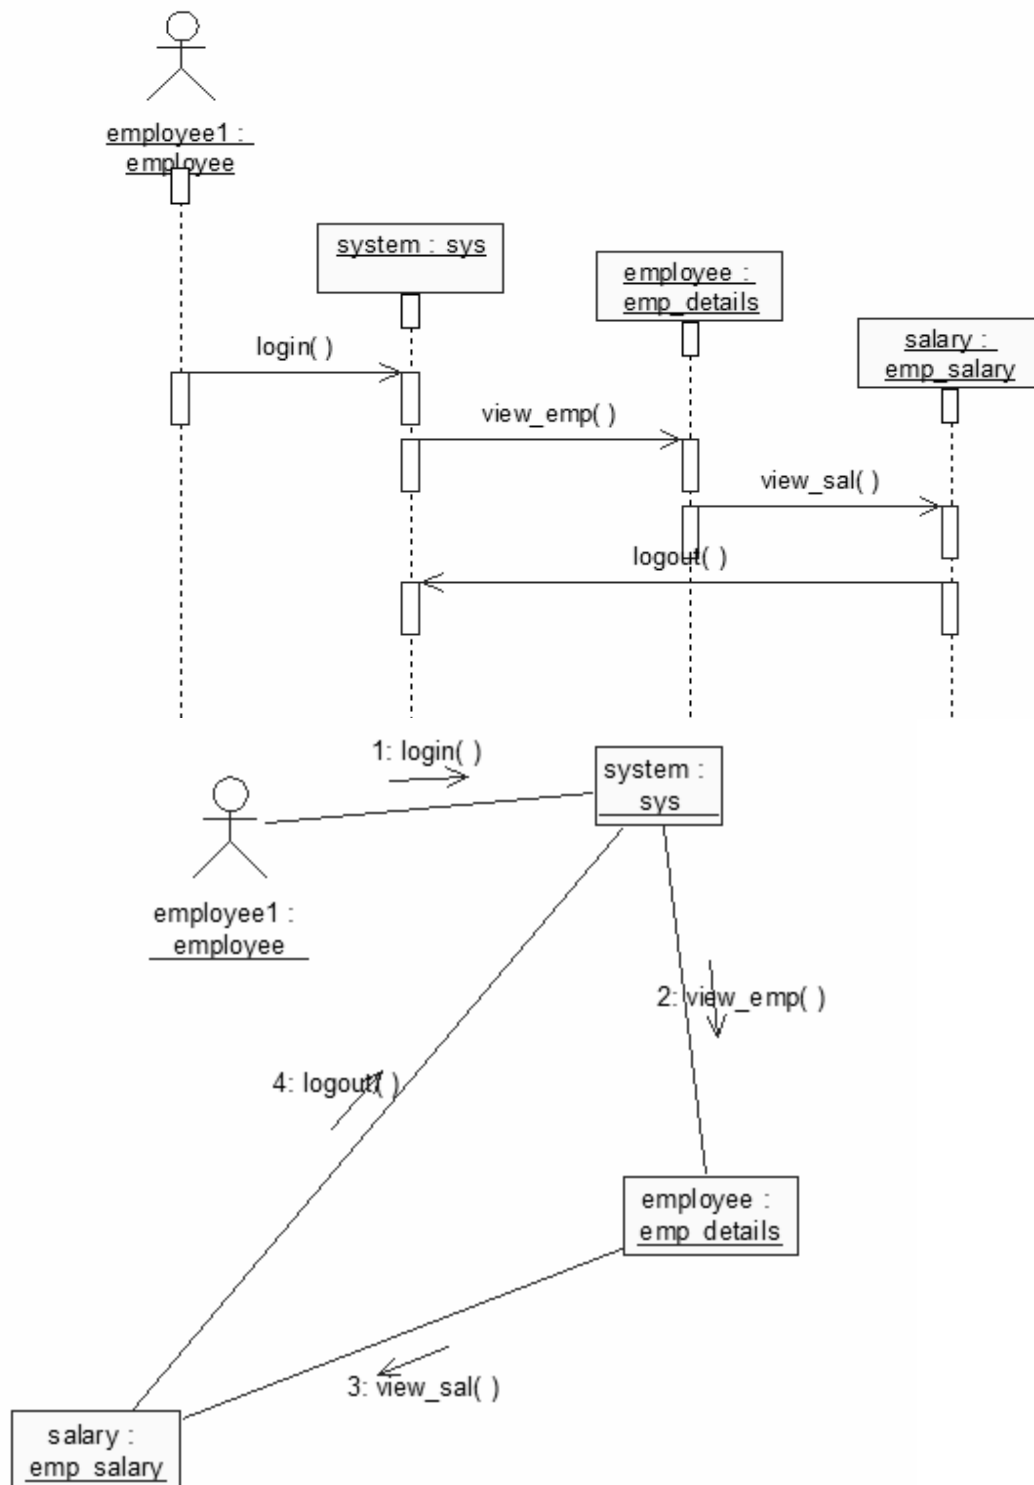 employee1 :
employee
system : sys
employee :
emp_details
salary :
emp_salary
login( )
view_emp( )
view_sal( )
logout( )
1: login( )
system :
sys
employee1 :
employee
2: view_emp( )
4: logout( )
employee :
emp_details
3: view_sal( )
salary :
emp_salary